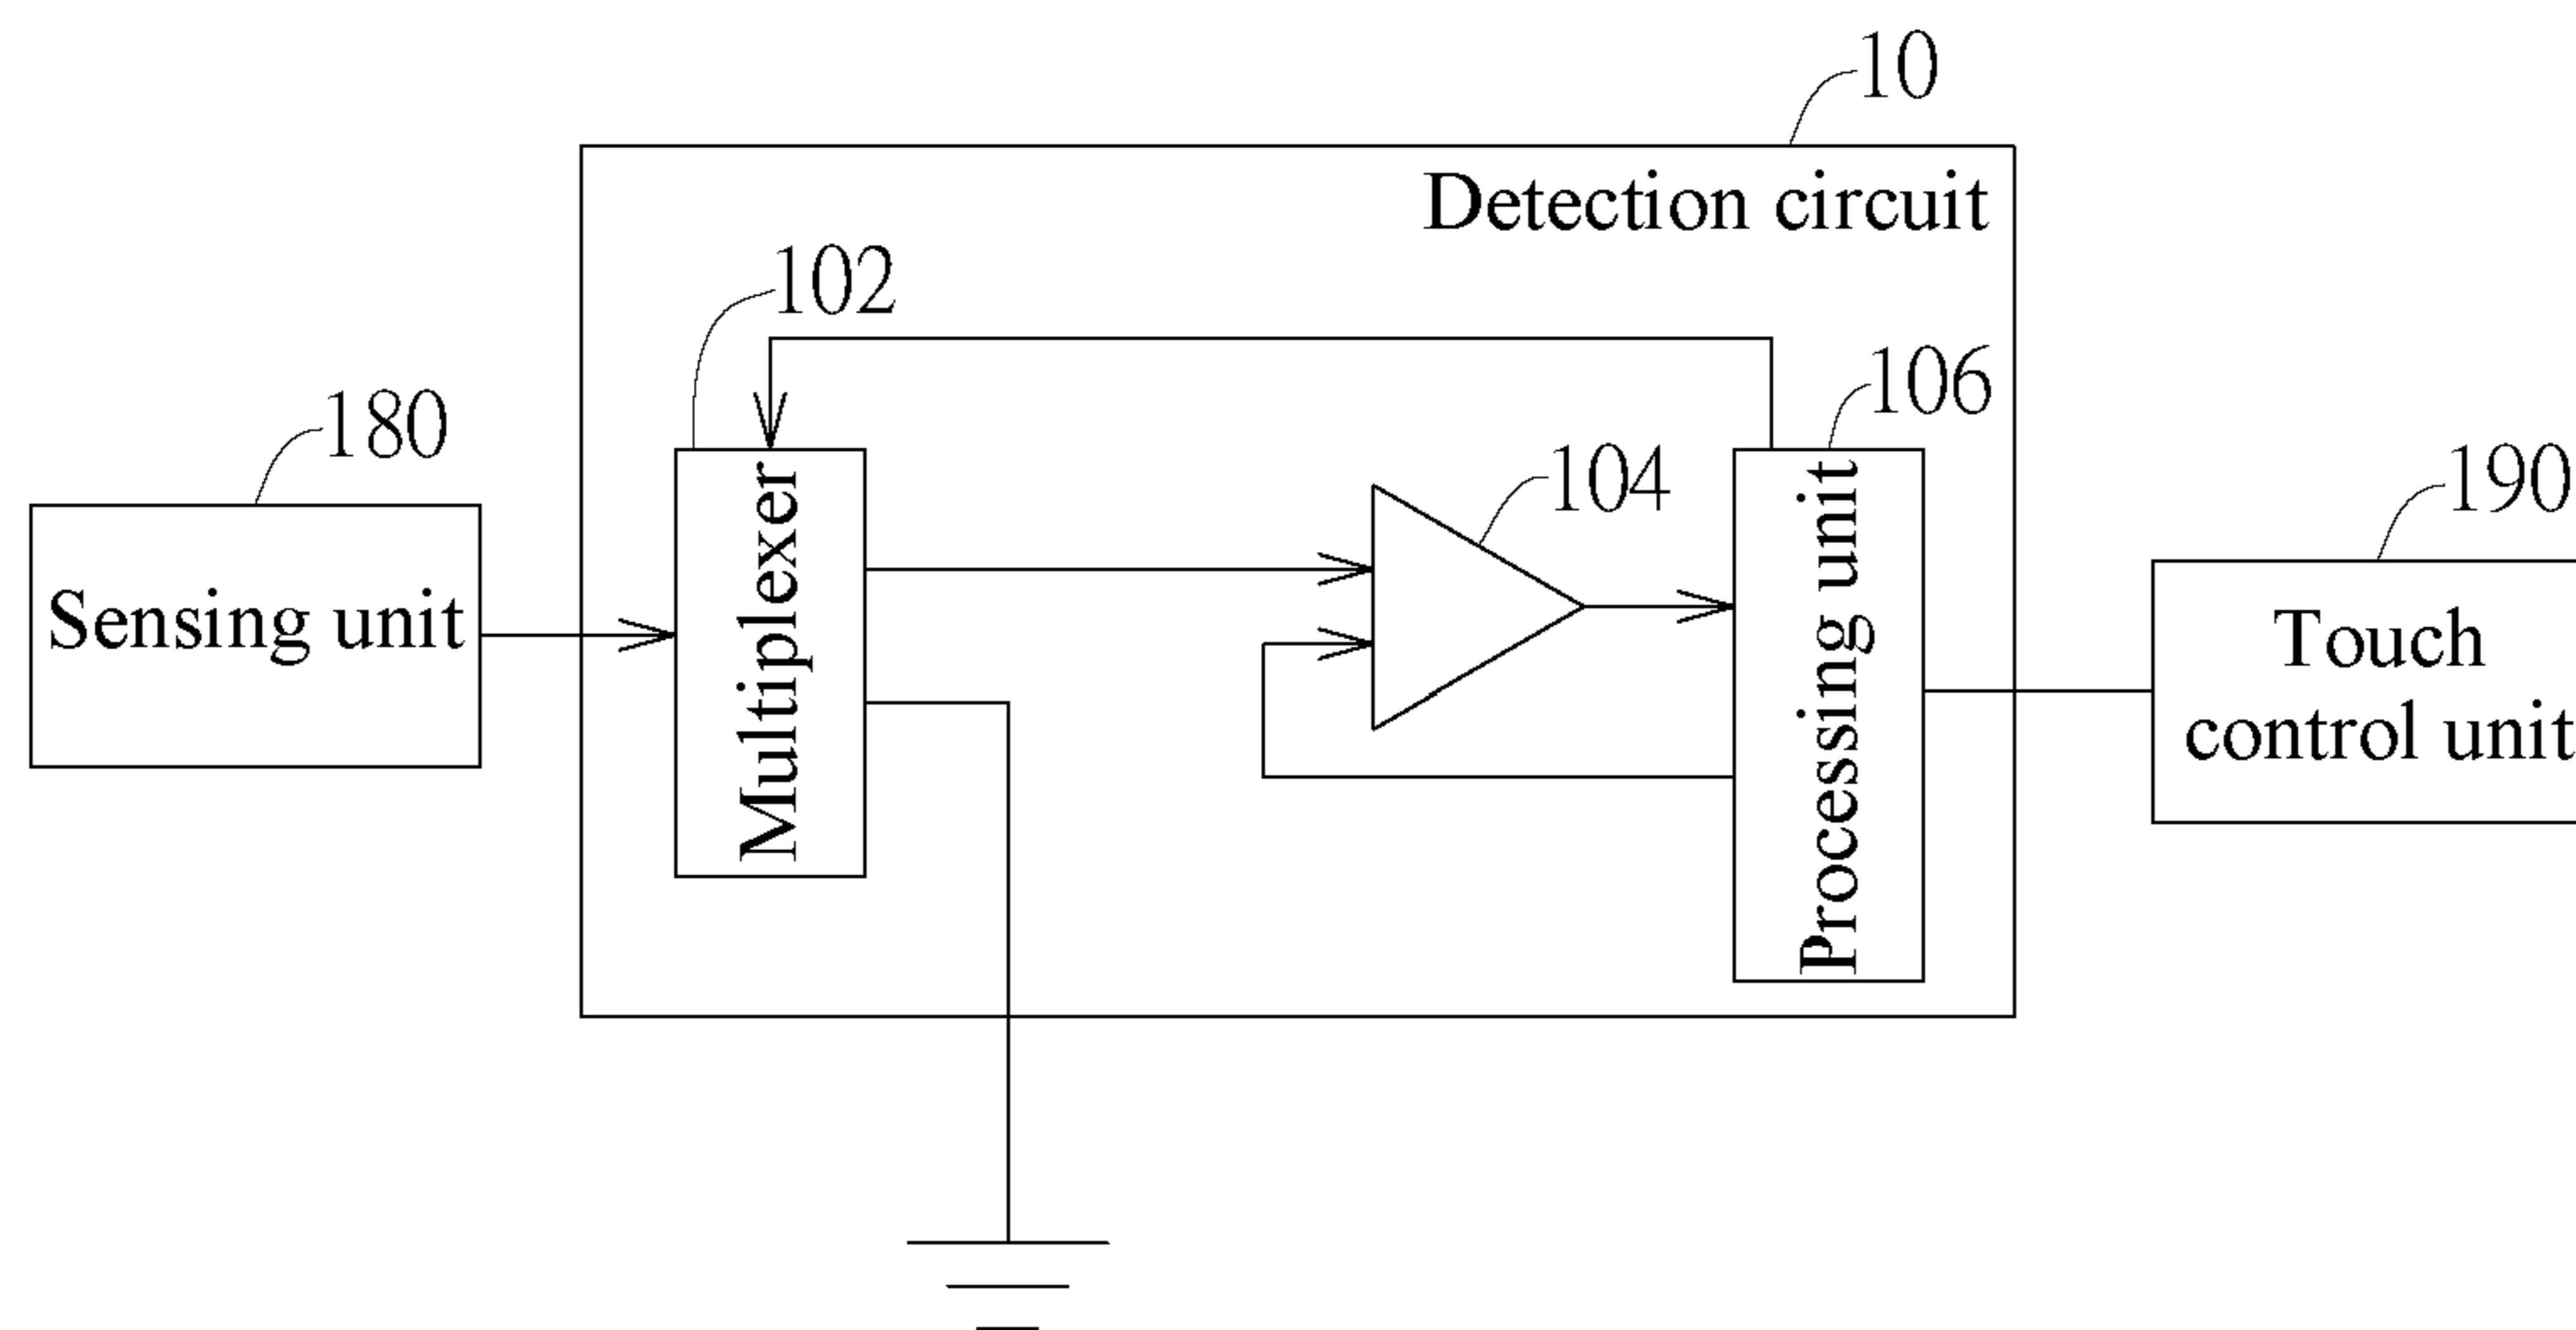 10
Detection circuit
102
106
180
104
190
Sensing unit
Multiplexer
Processing unit
Touch
control unit